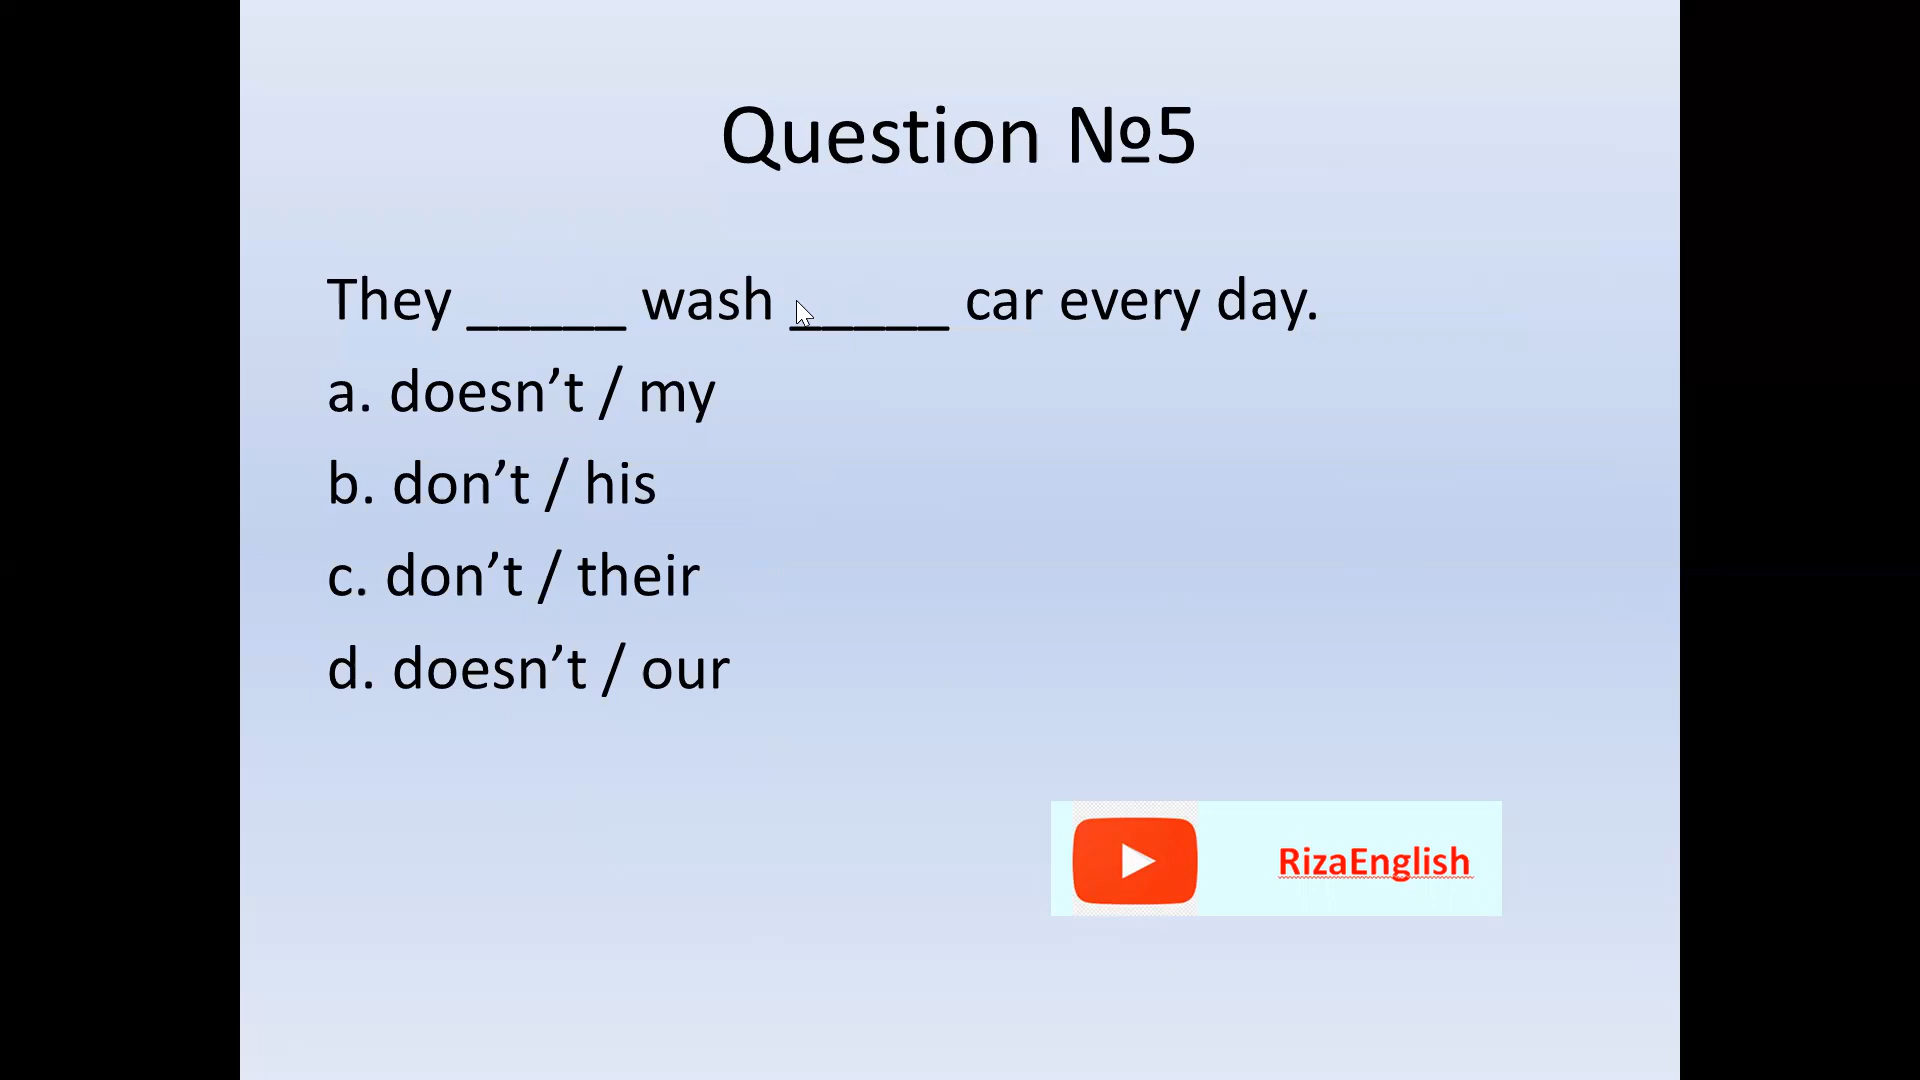 Question №5
They _____ wash _____ car every day.
a. doesn’t / my
b. don’t / his
c. don’t / their
d. doesn’t / our
RizaEnglish